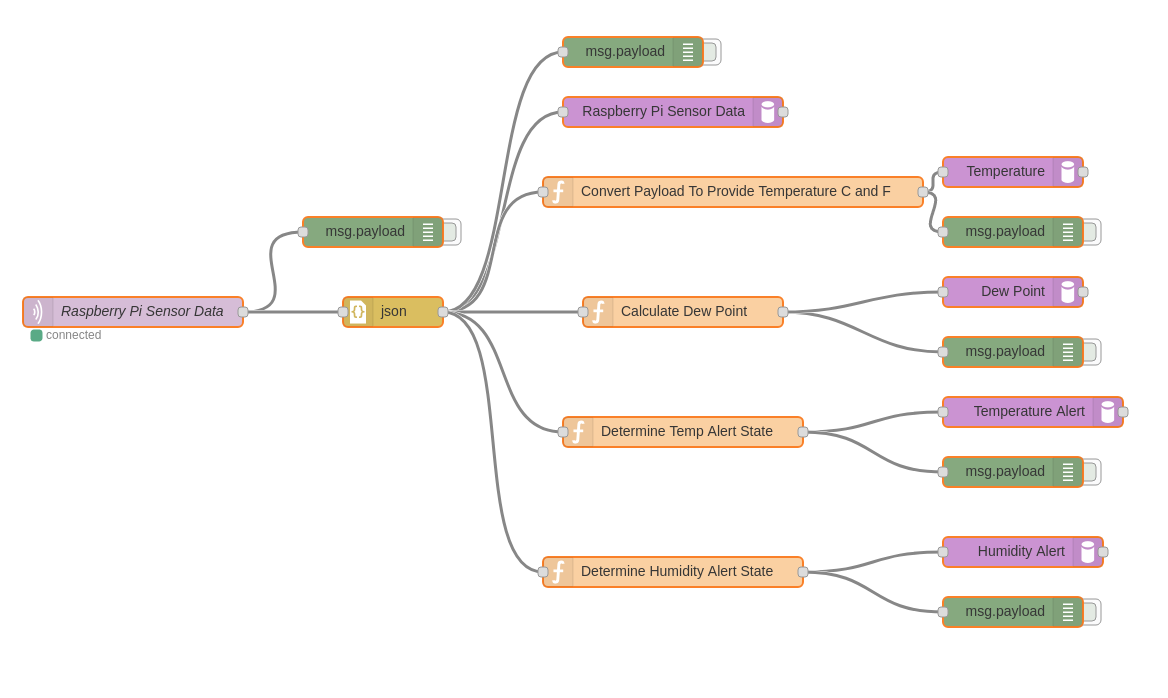 msg.payload
Raspberry Pi Sensor Data
Temperature
Convert Payload To Provide Temperature C and F
msg.payload
msg.payload
Dew Point
Raspberry Pi Sensor Data
connected
{} json
Calculate Dew Point
msg.payload
Temperature Alert
Determine Temp Alert State
msg.payload
Humidity Alert
Determine Humidity Alert State
msg.payload